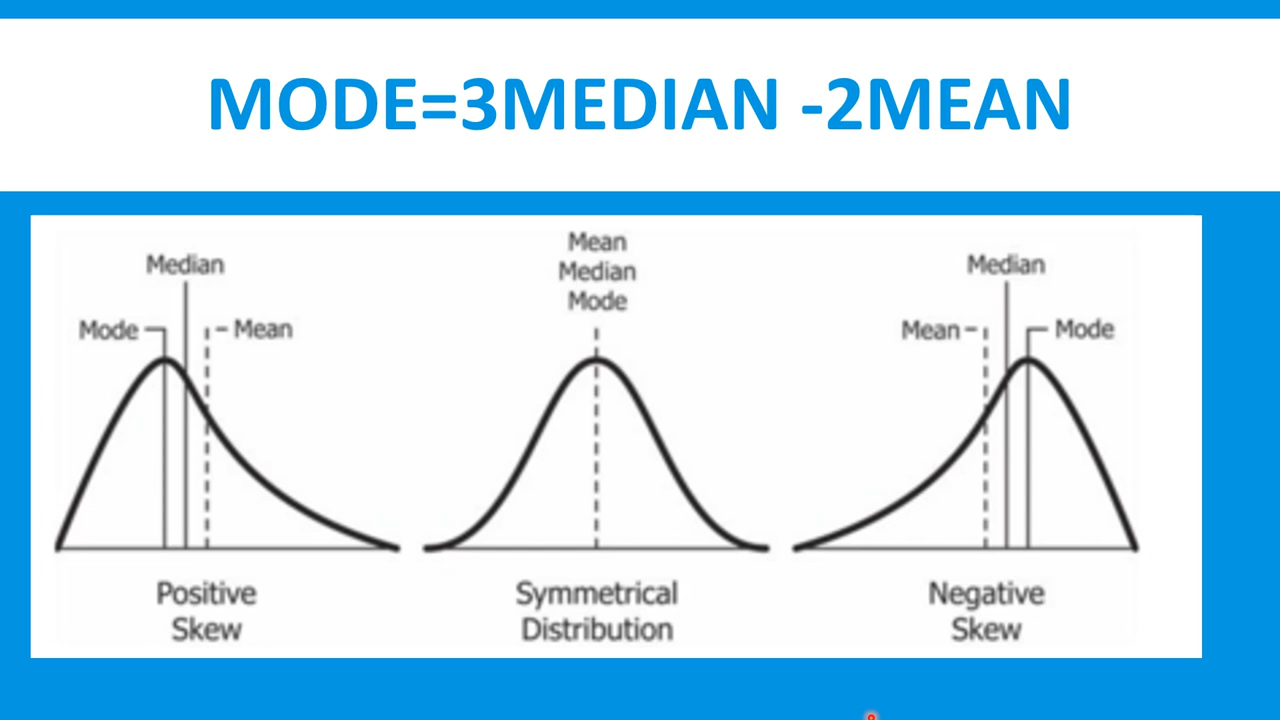 MODE=3MEDIAN -2MEAN
Median
Mode
Mean
Positive
Skew
Mean
Median
Mode
Symmetrical
Distribution
Median
Mean
Mode
Negative
Skew